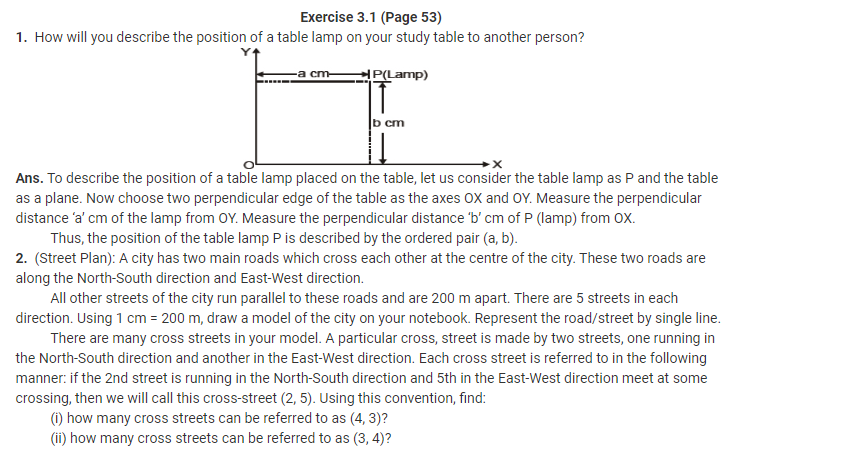 Exercise 3.1 (Page 53)
1. How will you describe the position of a table lamp on your study table to another person?
Y
a cm
P(Lamp)
b cm
O
X
Ans. To describe the position of a table lamp placed on the table, let us consider the table lamp as P and the table
as a plane. Now choose two perpendicular edge of the table as the axes OX and OY. Measure the perpendicular
distance ‘a’ cm of the lamp from OY. Measure the perpendicular distance ‘b’ cm of P (lamp) from OX.
Thus, the position of the table lamp P is described by the ordered pair (a, b).
2. (Street Plan): A city has two main roads which cross each other at the centre of the city. These two roads are
along the North-South direction and East-West direction.
All other streets of the city run parallel to these roads and are 200 m apart. There are 5 streets in each
direction. Using 1 cm = 200 m, draw a model of the city on your notebook. Represent the road/street by single line.
There are many cross streets in your model. A particular cross, street is made by two streets, one running in
the North-South direction and another in the East-West direction. Each cross street is referred to in the following
manner: if the 2nd street is running in the North-South direction and 5th in the East-West direction meet at some
crossing, then we will call this cross-street (2, 5). Using this convention, find:
(i) how many cross streets can be referred to as (4, 3)?
(ii) how many cross streets can be referred to as (3, 4)?